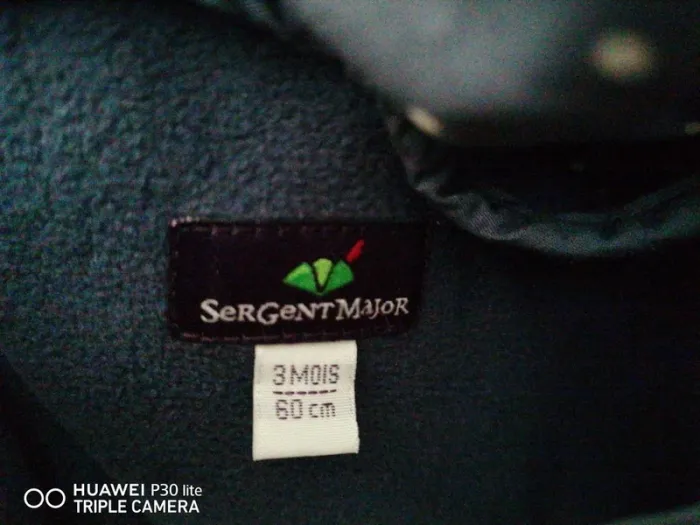 SerGentMajor
3 MOIS
60 cm
HUAWEI P30 lite
TRIPLE CAMERA